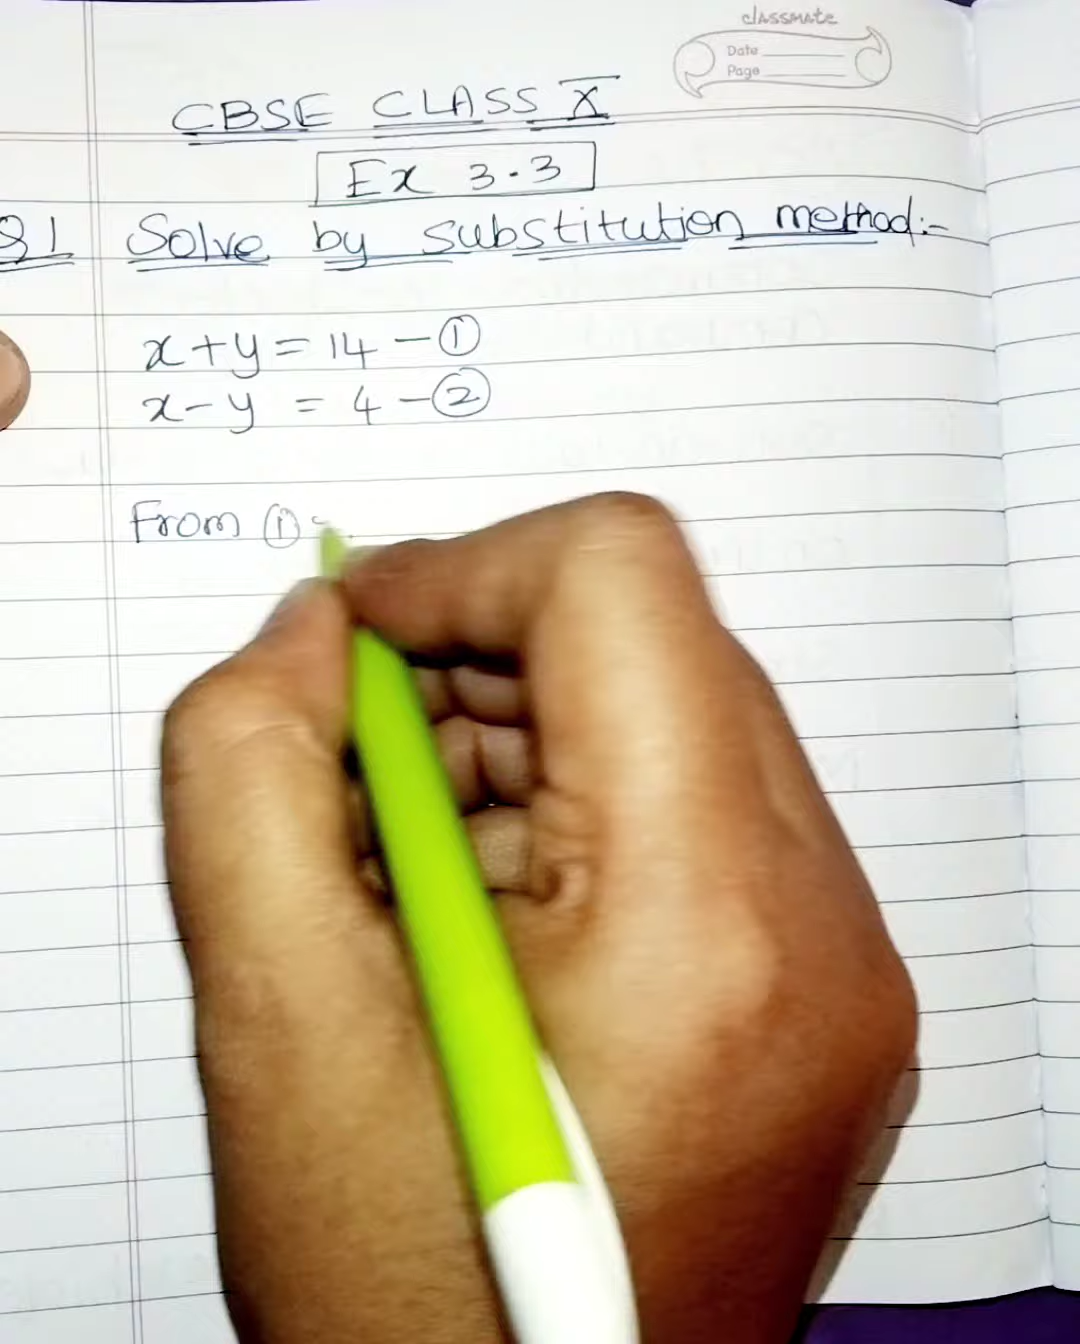 classmate
Date
Page
CBSE CLASS X
Ex 3.3
Q1 Solve by substitution method:-
x+y = 14 - ①
x-y = 4 - ②
From ①